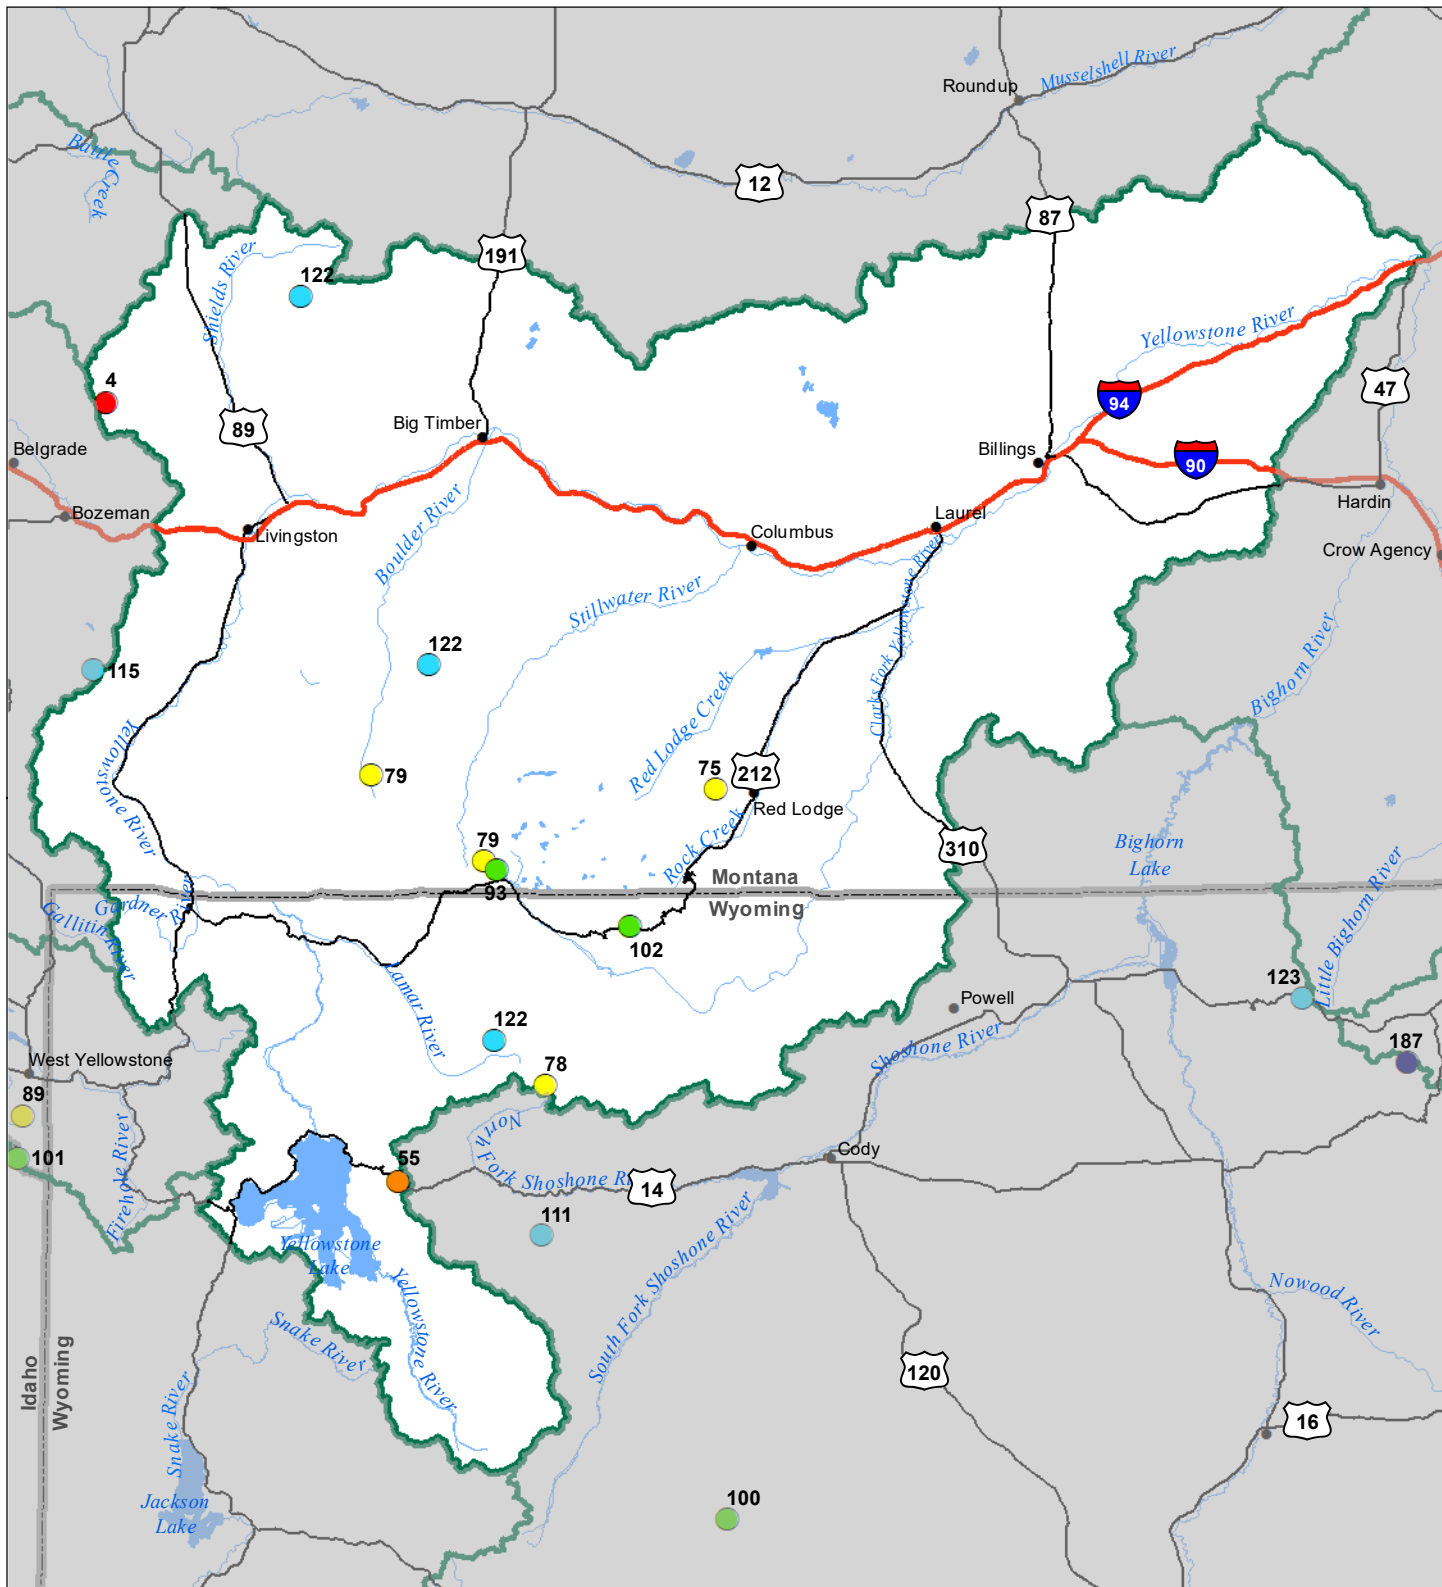 Roundup
Musselshell River
Battle
Creek
12
87
191
Shields River
122
Yellowstone River
4
47
94
89
Big Timber
Belgrade
Billings
90
Hardin
Bozeman
Livingston
Boulder River
Columbus
Laurel
Crow Agency
Stillwater River
Clarks Fork Yellowstone River
122
115
Bighorn River
Red Lodge Creek
Yellowstone River
79
75
212
Red Lodge
79
93
Rock Creek
310
Bighorn
Lake
Montana
Wyoming
Gardner River
Gallitin River
Little Bighorn River
102
Lamar River
123
Powell
122
Shoshone River
187
West Yellowstone
78
89
North
Fork Shoshone Ri
Firehole River
101
Cody
55
14
111
South Fork Shoshone River
Yellowstone
Lake
Yellowstone River
Nowood River
Snake River
Idaho
Wyoming
120
Snake River
16
Jackson
Lake
100